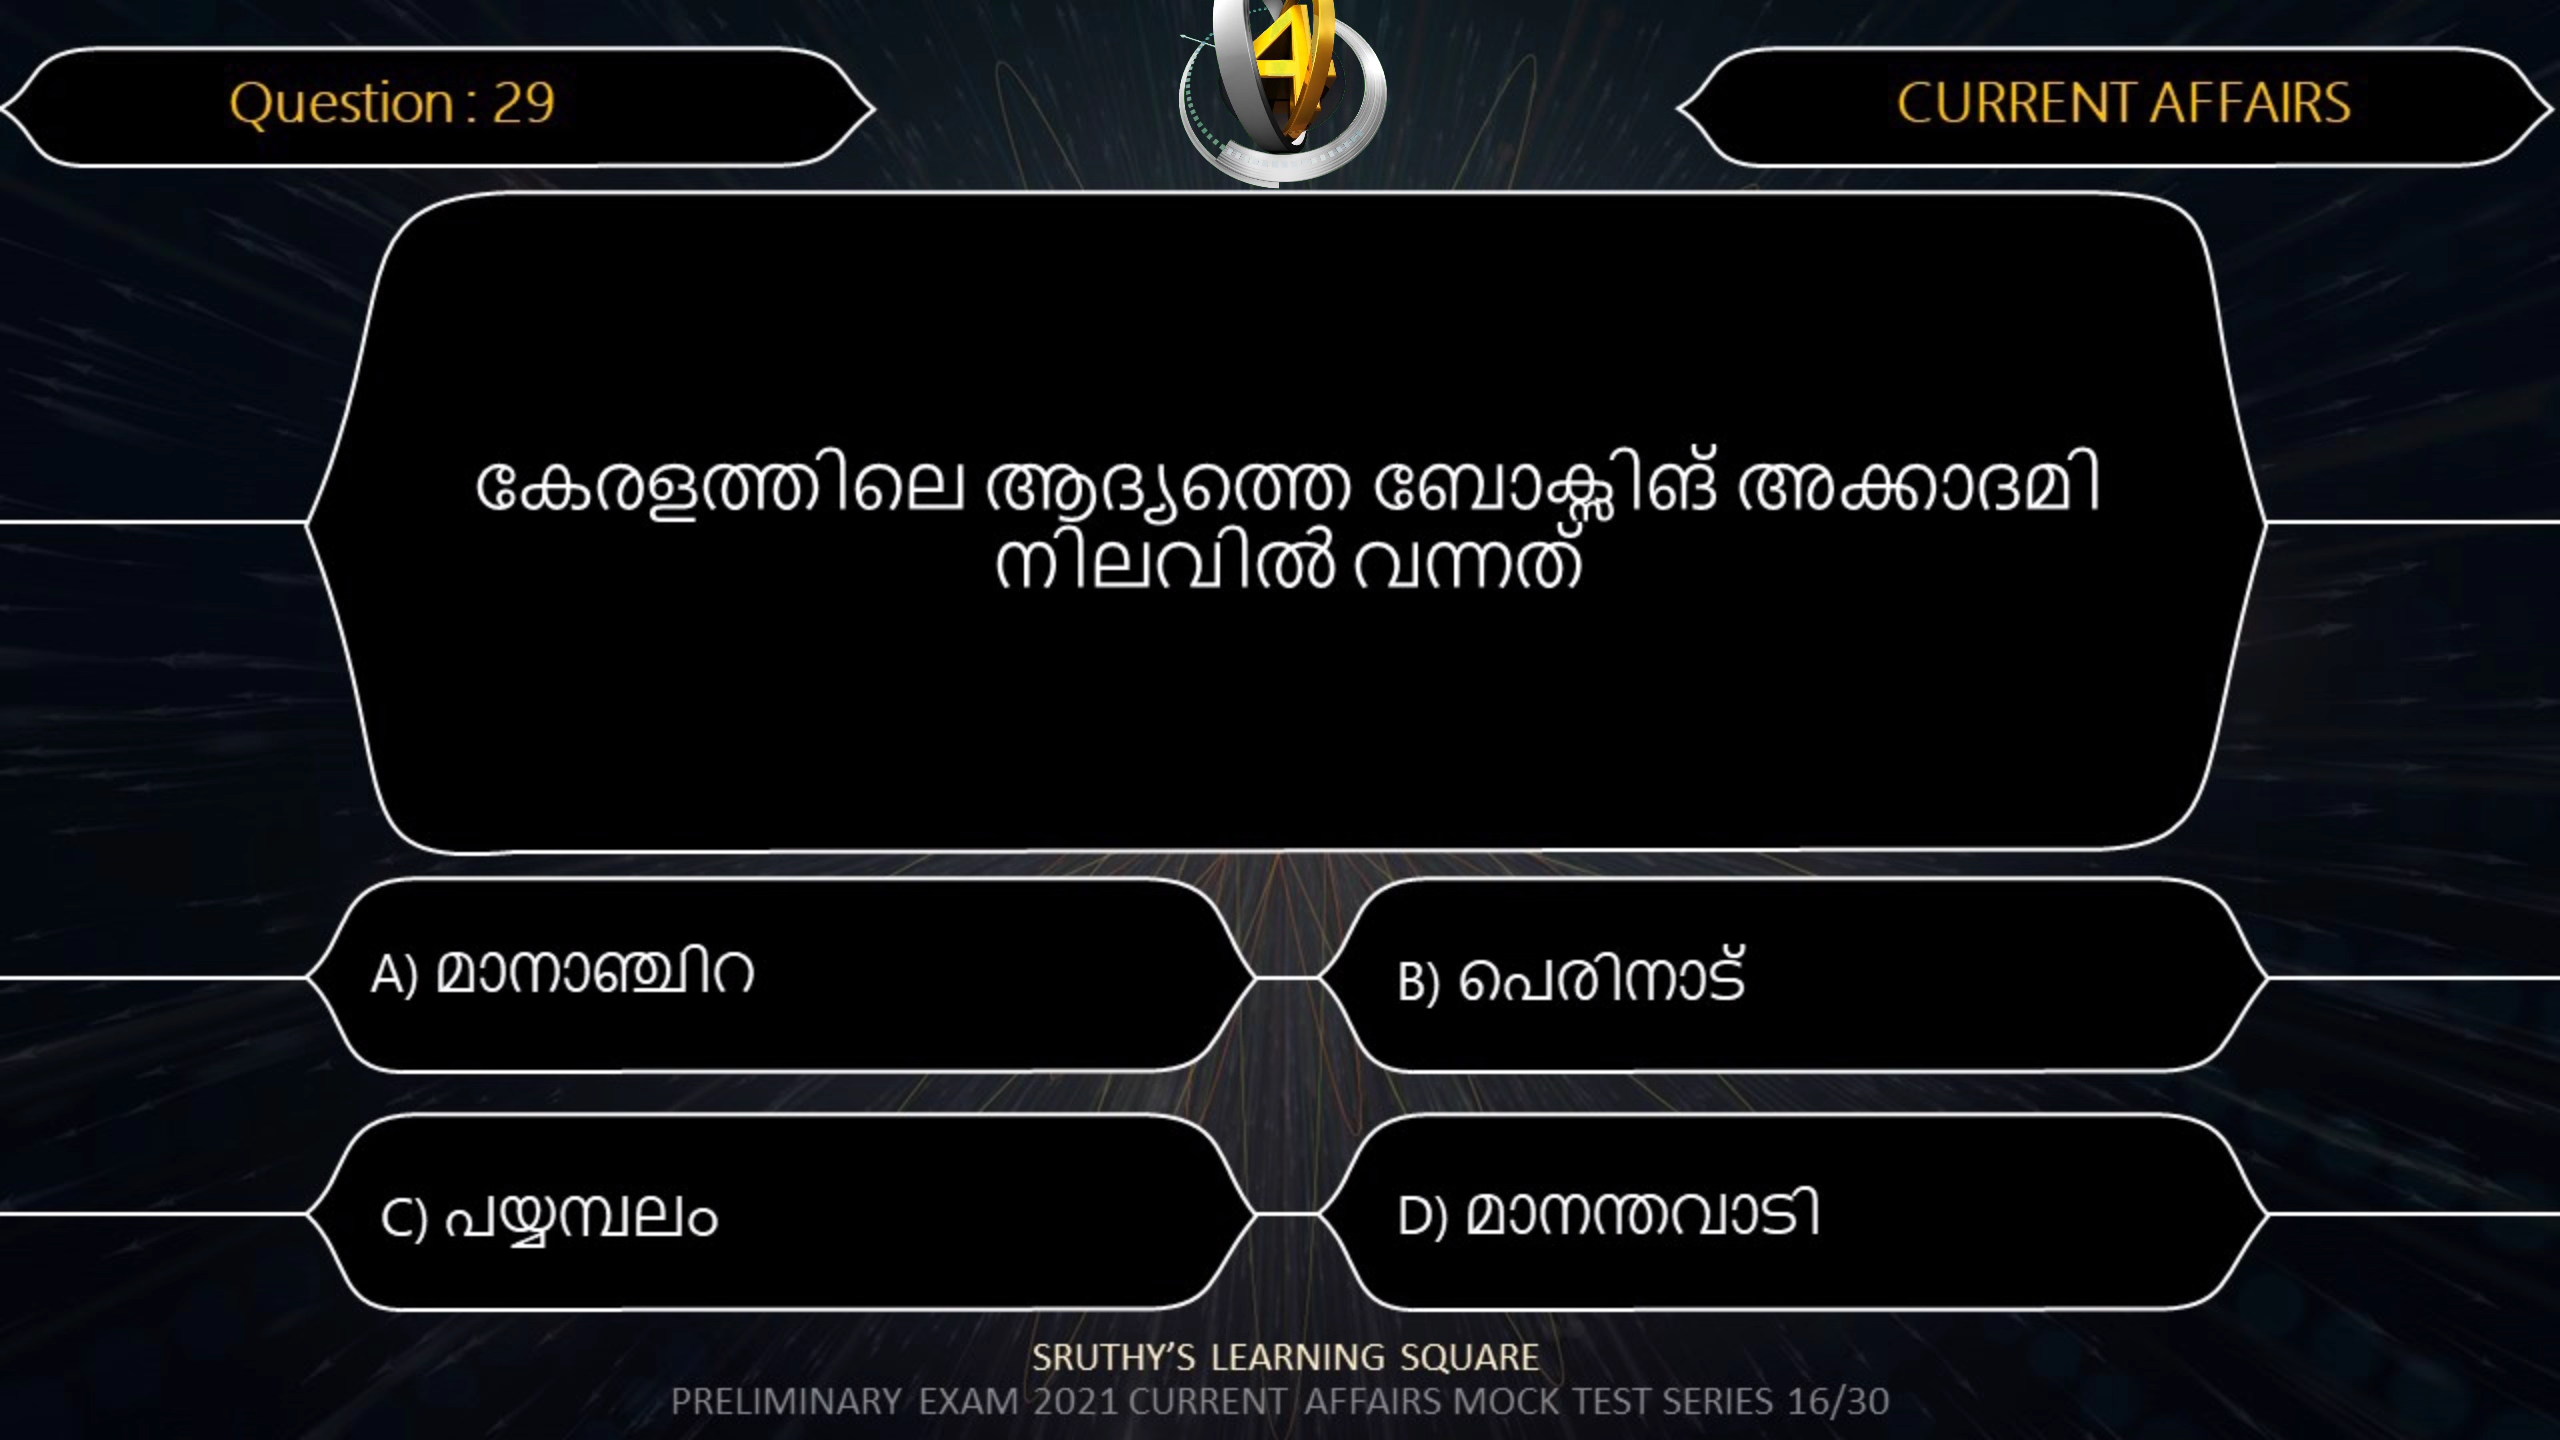 Question : 29
4
CURRENT AFFAIRS
കേരളത്തിലെ ആദ്യത്തെ ബോക്സിങ് അക്കാദമി
നിലവിൽ വന്നത്
A) മാനാഞ്ചിറ
B) പെരിനാട്
C) പയ്യമ്പലം
D) മാനന്തവാടി
SRUTHY’S LEARNING SQUARE
PRELIMINARY EXAM 2021 CURRENT AFFAIRS MOCK TEST SERIES 16/30